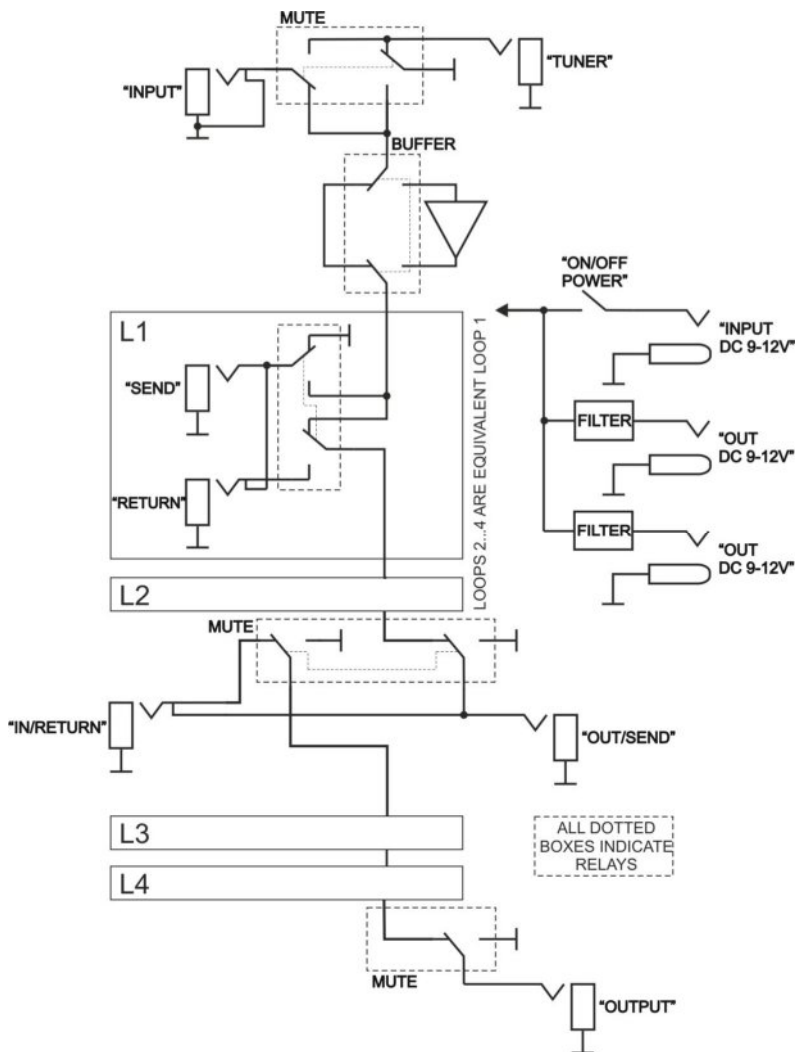 MUTE
"INPUT"
"TUNER"
BUFFER
"ON/OFF
POWER"
L1
"SEND"
"RETURN"
LOOPS 2...4 ARE EQUIVALENT LOOP 1
"INPUT
DC 9-12V"
FILTER
"OUT
DC 9-12V"
FILTER
"OUT
DC 9-12V"
L2
MUTE
"IN/RETURN"
"OUT/SEND"
L3
L4
ALL DOTTED
BOXES INDICATE
RELAYS
MUTE
"OUTPUT"